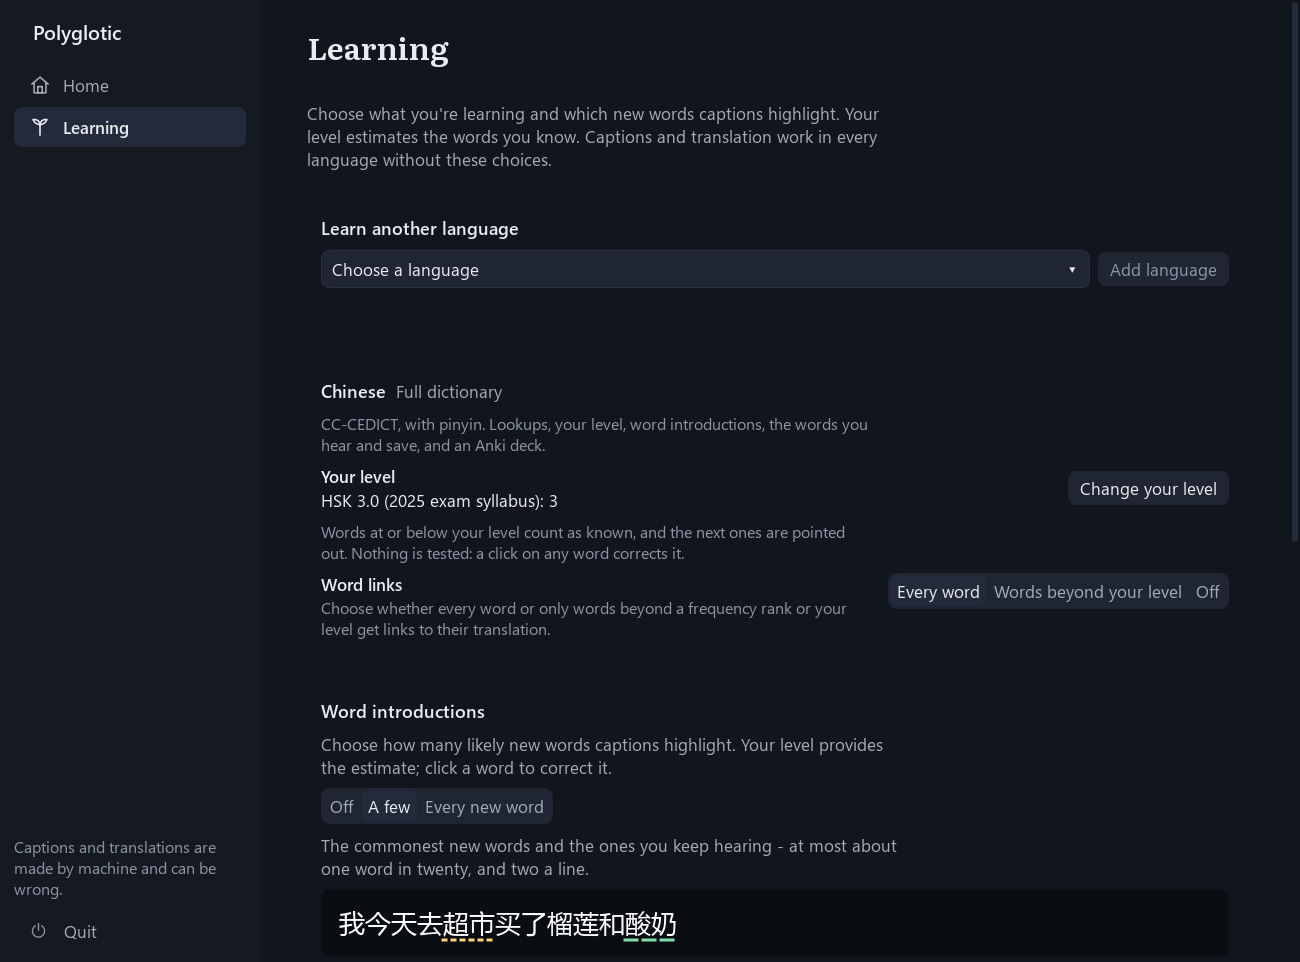 Polyglotic
Home
Learning
Captions and translations are
made by machine and can be
wrong.
Quit
Learning
Choose what you're learning and which new words captions highlight. Your
level estimates the words you know. Captions and translation work in every
language without these choices.
Learn another language
Choose a language
Add language
Chinese Full dictionary
CC-CEDICT, with pinyin. Lookups, your level, word introductions, the words you
hear and save, and an Anki deck.
Your level
HSK 3.0 (2025 exam syllabus): 3
Change your level
Words at or below your level count as known, and the next ones are pointed
out. Nothing is tested: a click on any word corrects it.
Word links
Choose whether every word or only words beyond a frequency rank or your
level get links to their translation.
Every word Words beyond your level Off
Word introductions
Choose how many likely new words captions highlight. Your level provides
the estimate; click a word to correct it.
Off A few Every new word
The commonest new words and the ones you keep hearing - at most about
one word in twenty, and two a line.
我今天去超市买了榴莲和酸奶